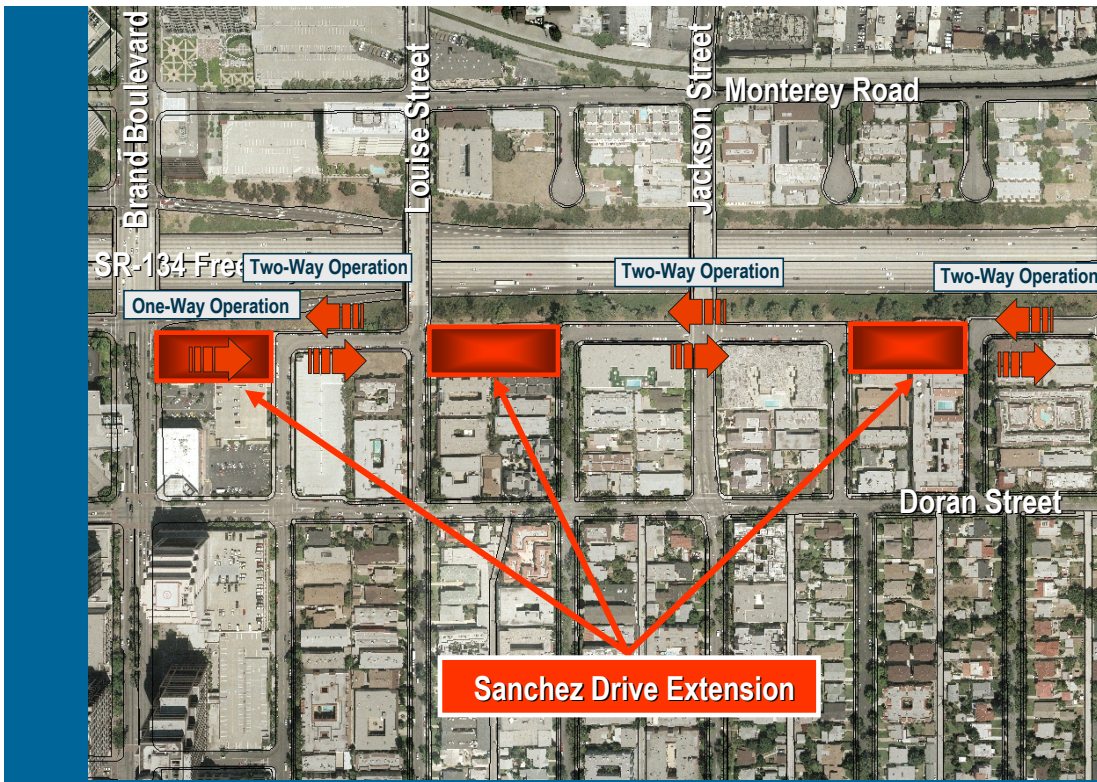 Brand Boulevard
Louise Street
Jackson Street
Monterey Road
SR-134 Free
Two-Way Operation
Two-Way Operation
Two-Way Operation
One-Way Operation
Doran Street
Sanchez Drive Extension